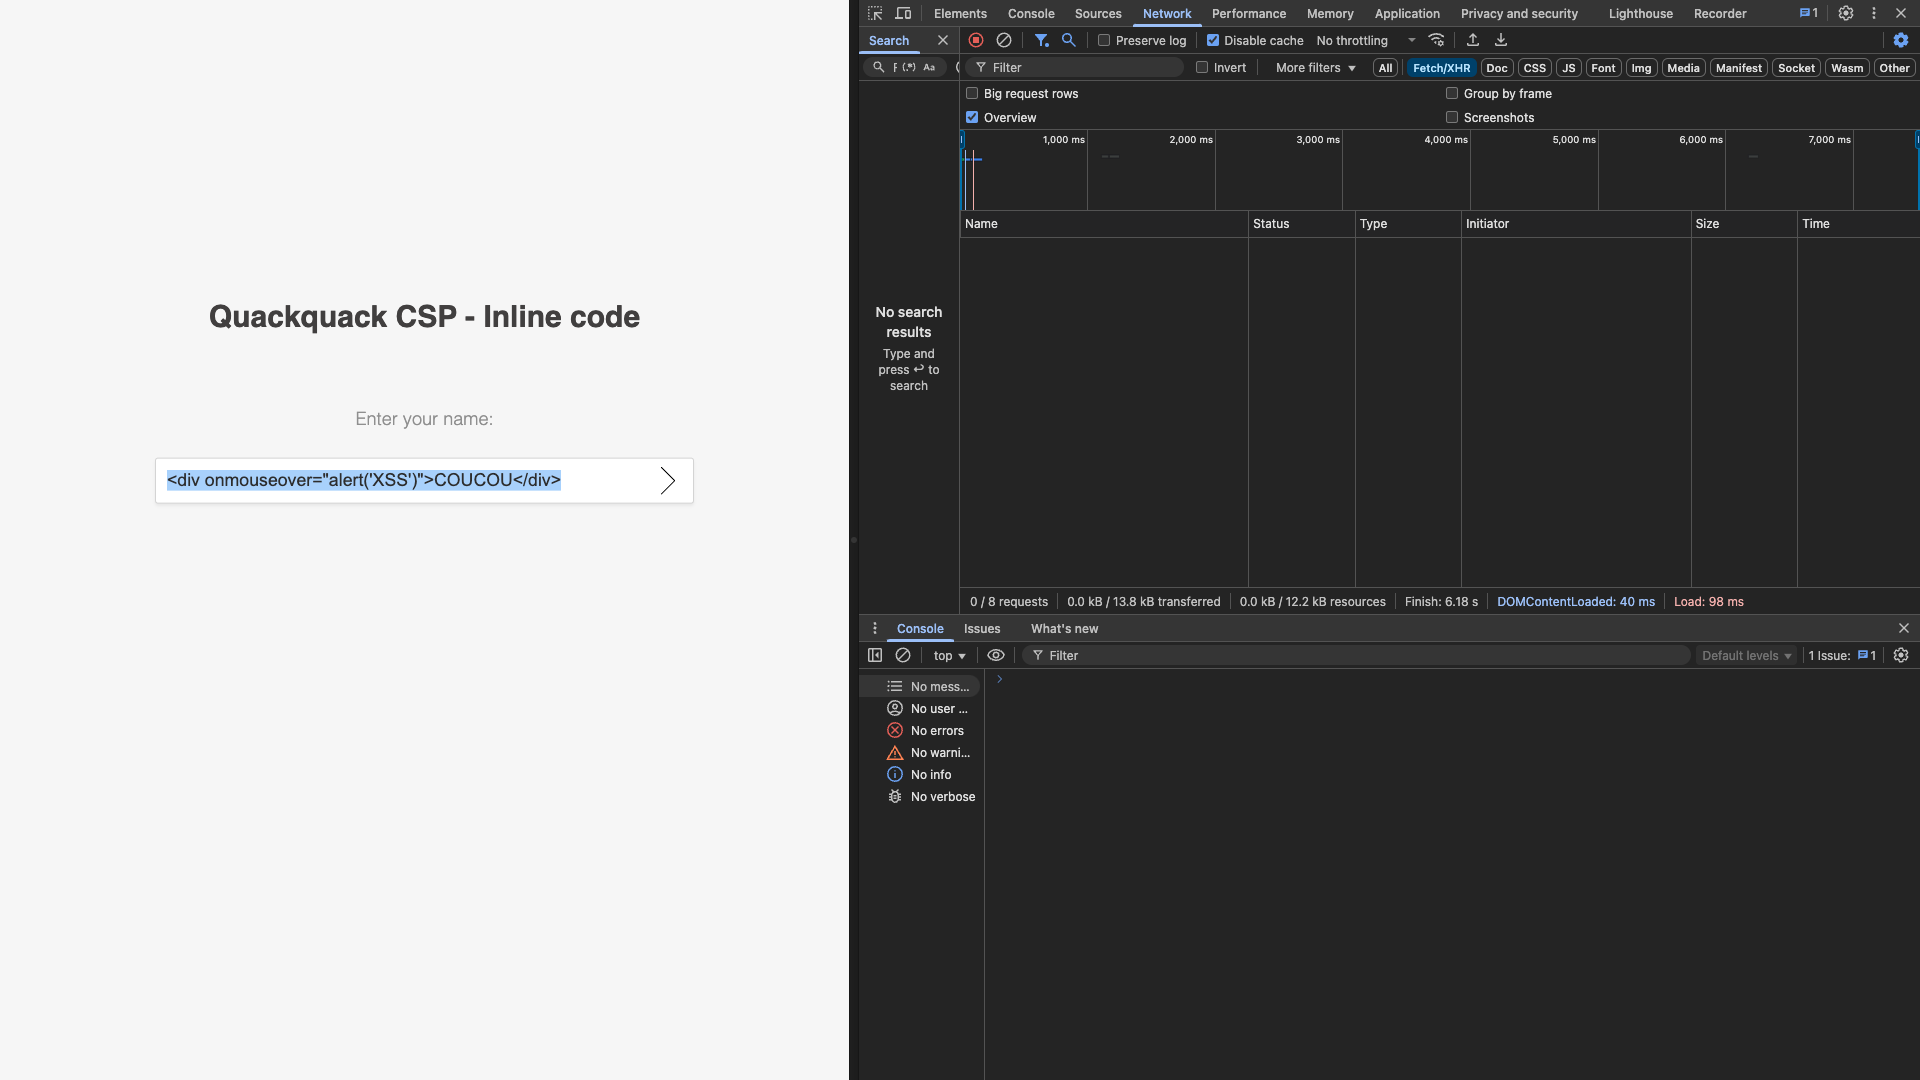 Quackquack CSP - Inline code
Enter your name:
<div onmouseover="alert('XSS')">COUCOU</div>
Elements Console Sources Network Performance Memory Application Privacy and security Lighthouse Recorder 1
Search
Preserve log Disable cache No throttling
(.*) Aa
Filter Invert More filters All Fetch/XHR Doc CSS JS Font Img Media Manifest Socket Wasm Other
Big request rows Group by frame
Overview Screenshots
1,000 ms 2,000 ms 3,000 ms 4,000 ms 5,000 ms 6,000 ms 7,000 ms
Name Status Type Initiator Size Time
No search
results
Type and
press ↩ to
search
0 / 8 requests 0.0 kB / 13.8 kB transferred 0.0 kB / 12.2 kB resources Finish: 6.18 s DOMContentLoaded: 40 ms Load: 98 ms
Console Issues What's new
top Filter Default levels 1 Issue: 1
No mess...
No user ...
No errors
No warni...
No info
No verbose